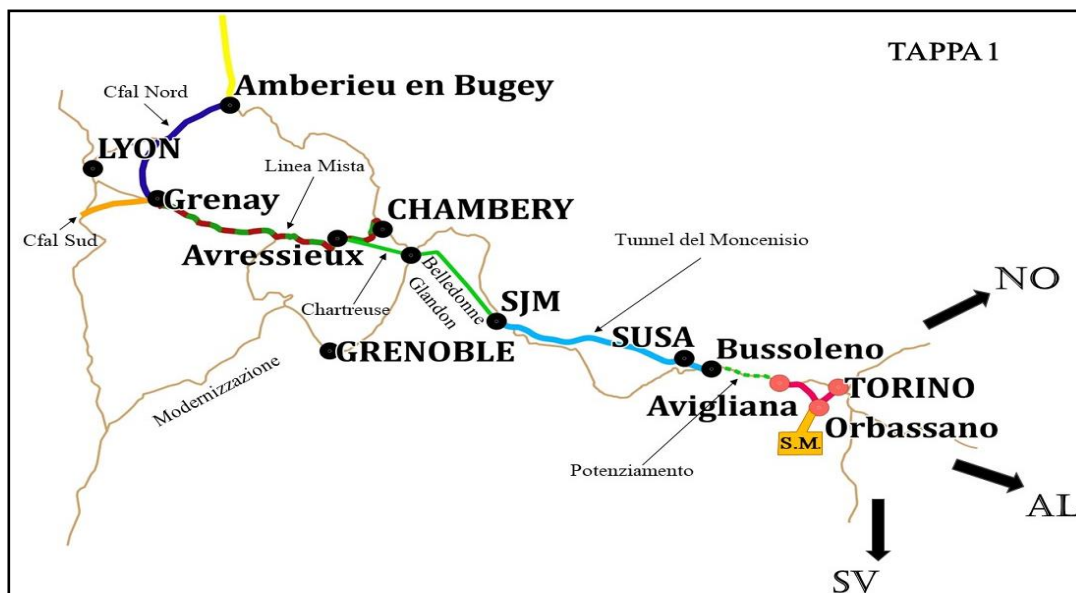 TAPPA 1
Amberieu en Bugey
Cfal Nord
LYON
Linea Mista
Grenay
CHAMBERY
Cfal Sud
Avressieux
Tunnel del Moncenisio
Belledonne
Glandon
Chartreuse
NO
SJM
SUSA
Bussoleno
GRENOBLE
Modernizzazione
TORINO
Avigliana
Orbassano
S.M.
Potenziamento
AL
SV